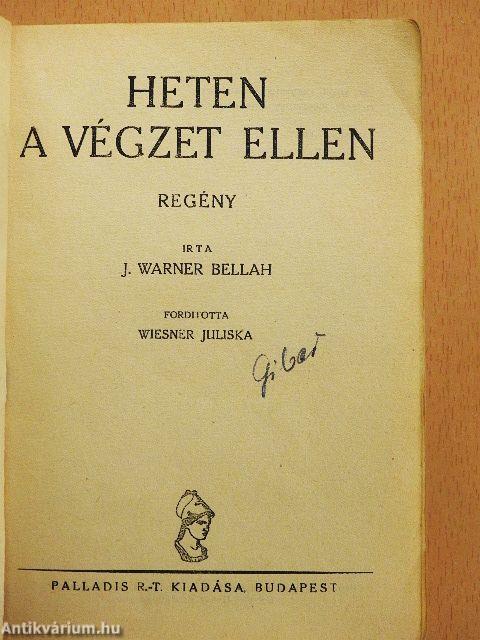 HETEN
A VÉGZET ELLEN
REGÉNY
IRTA
J. WARNER BELLAH
FORDITOTTA
WIESNER JULISKA
PALLADIS R.-T. KIADÁSA, BUDAPEST
Antikvárium.hu